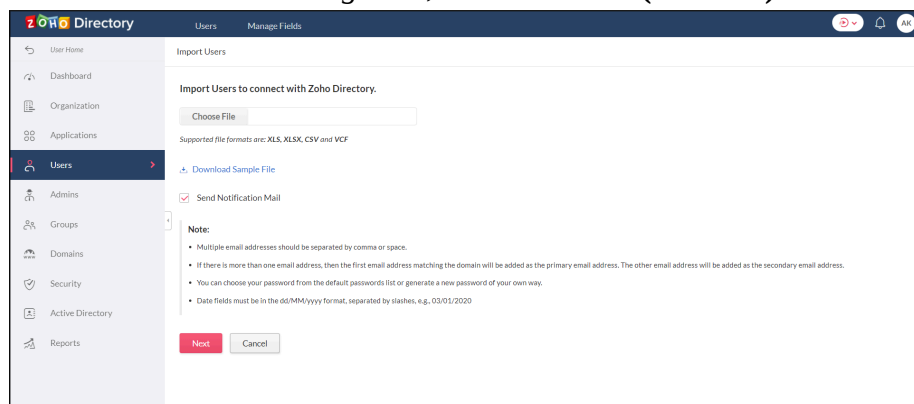 ZOHO Directory
Users
Manage Fields
AK
User Home
Import Users
Dashboard
Organization
Applications
Users
Admins
Groups
Domains
Security
Active Directory
Reports
Import Users to connect with Zoho Directory.
Choose File
Supported file formats are: XLS, XLSX, CSV and VCF
Download Sample File
Send Notification Mail
Note:
• Multiple email addresses should be separated by comma or space.
• If there is more than one email address, then the first email address matching the domain will be added as the primary email address. The other email address will be added as the secondary email address.
• You can choose your password from the default passwords list or generate a new password of your own way.
• Date fields must be in the dd/MM/yyyy format, separated by slashes, e.g., 03/01/2020
Next
Cancel